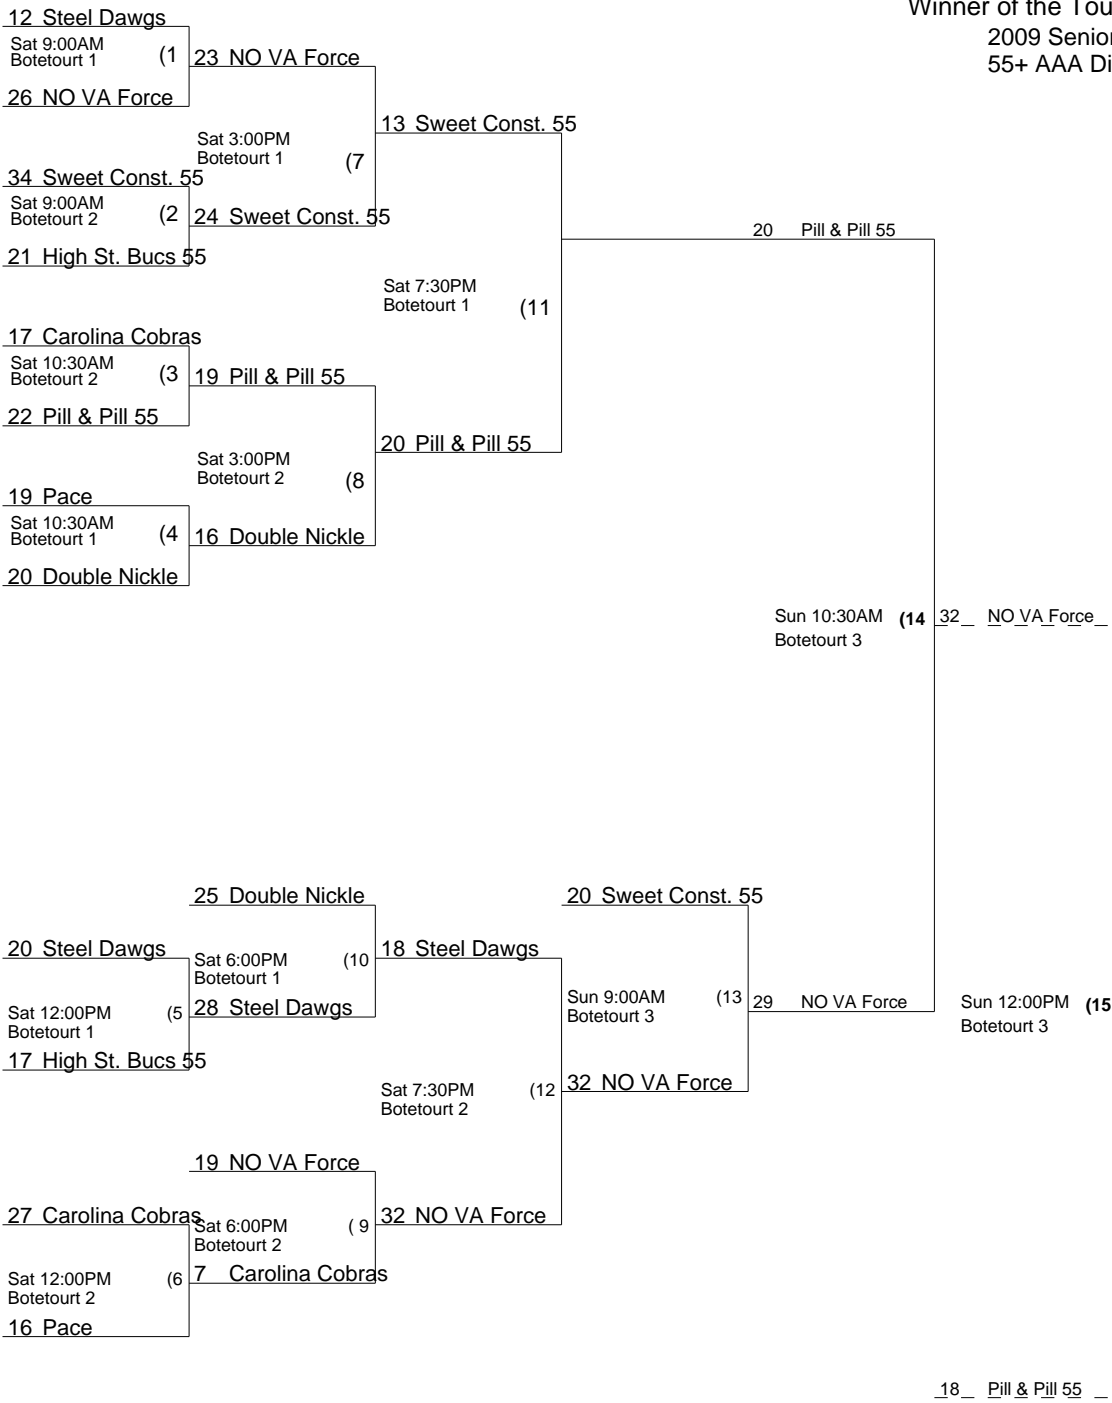 Winner of the Tou
2009 Senior
55+ AAA Di
12 Steel Dawgs
Sat 9:00AM
Botetourt 1
(1
23 NO VA Force
26 NO VA Force
13 Sweet Const. 55
Sat 3:00PM
Botetourt 1
(7
34 Sweet Const. 55
Sat 9:00AM
Botetourt 2
(2
24 Sweet Const. 55
20 Pill & Pill 55
21 High St. Bucs 55
Sat 7:30PM
Botetourt 1
(11
17 Carolina Cobras
Sat 10:30AM
Botetourt 2
(3
19 Pill & Pill 55
22 Pill & Pill 55
20 Pill & Pill 55
Sat 3:00PM
Botetourt 2
(8
19 Pace
Sat 10:30AM
Botetourt 1
(4
16 Double Nickle
20 Double Nickle
Sun 10:30AM
Botetourt 3
(14
32 NO VA Force
25 Double Nickle
20 Sweet Const. 55
20 Steel Dawgs
Sat 6:00PM
Botetourt 1
(10
18 Steel Dawgs
Sat 12:00PM
Botetourt 1
(5
28 Steel Dawgs
Sun 9:00AM
Botetourt 3
(13
29 NO VA Force
Sun 12:00PM
Botetourt 3
(15
17 High St. Bucs 55
Sat 7:30PM
Botetourt 2
(12
32 NO VA Force
19 NO VA Force
27 Carolina Cobras
Sat 6:00PM
Botetourt 2
( 9
32 NO VA Force
Sat 12:00PM
Botetourt 2
(6
7 Carolina Cobras
16 Pace
18 Pill & Pill 55